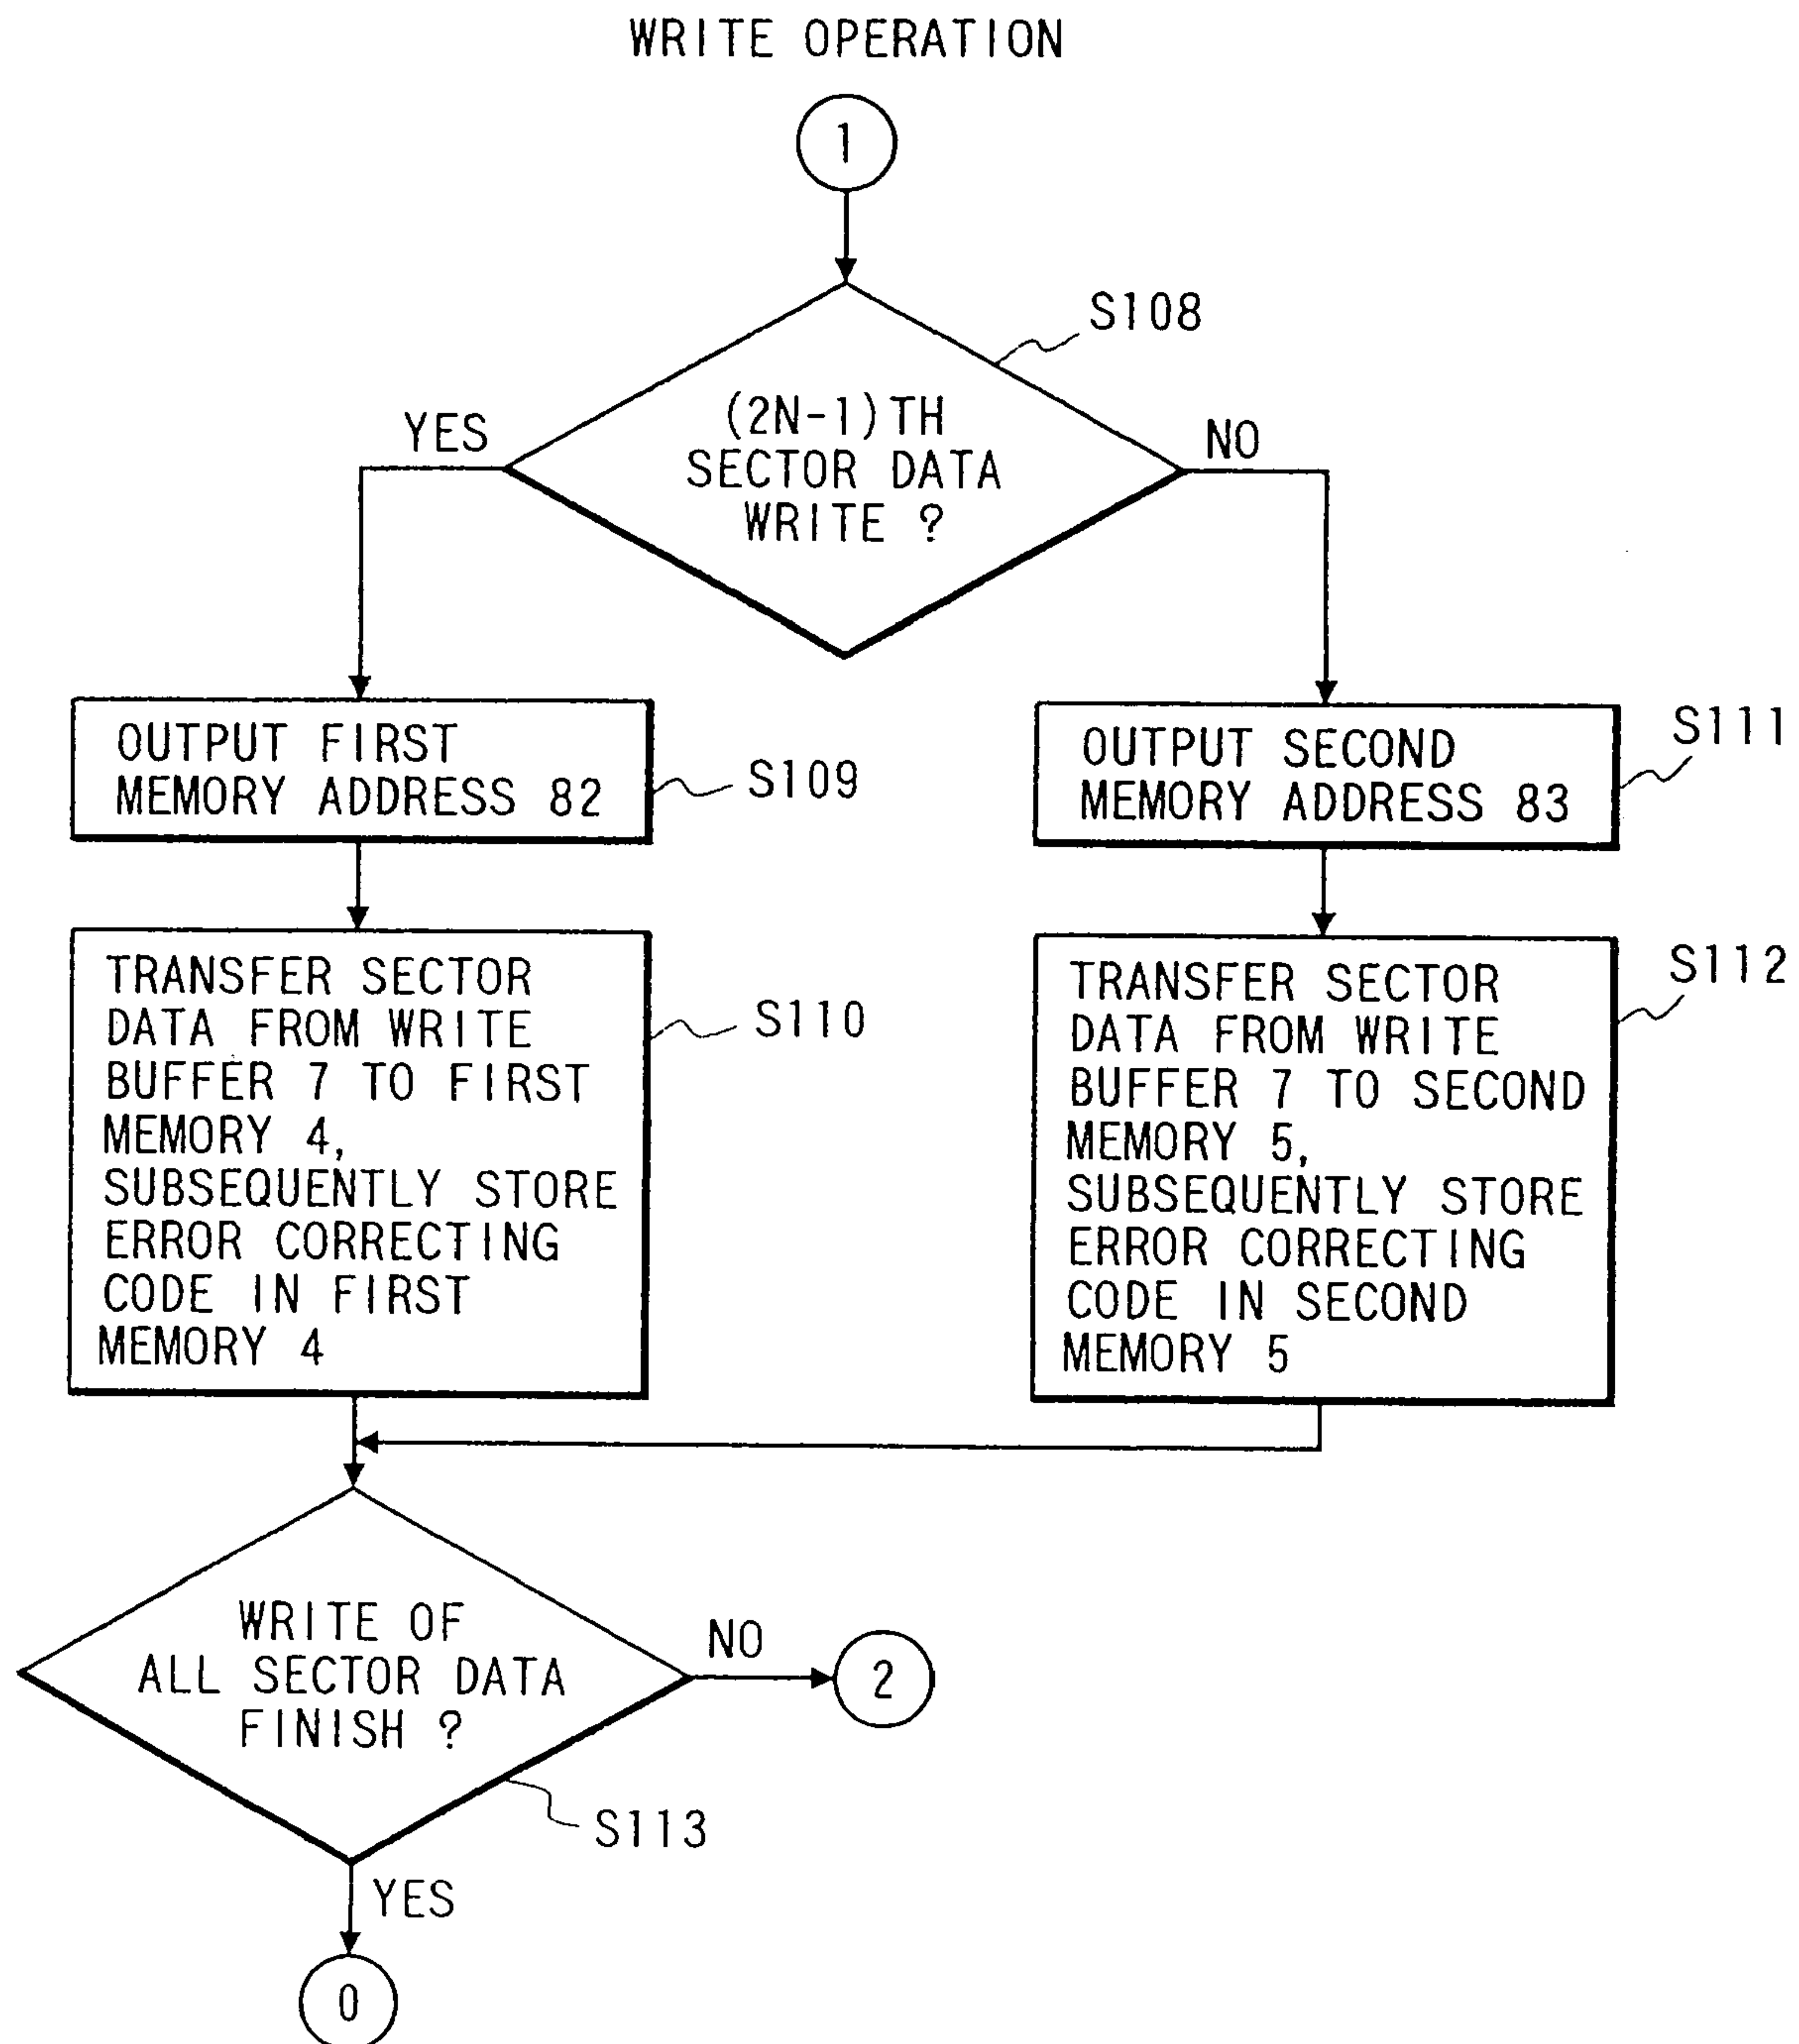 WRITE OPERATION
1
S108
(2N-1)TH
SECTOR DATA
WRITE ?
YES
NO
OUTPUT FIRST
MEMORY ADDRESS 82
S109
OUTPUT SECOND
MEMORY ADDRESS 83
S111
TRANSFER SECTOR
DATA FROM WRITE
BUFFER 7 TO FIRST
MEMORY 4,
SUBSEQUENTLY STORE
ERROR CORRECTING
CODE IN FIRST
MEMORY 4
S110
TRANSFER SECTOR
DATA FROM WRITE
BUFFER 7 TO SECOND
MEMORY 5,
SUBSEQUENTLY STORE
ERROR CORRECTING
CODE IN SECOND
MEMORY 5
S112
WRITE OF
ALL SECTOR DATA
FINISH ?
NO
2
S113
YES
0